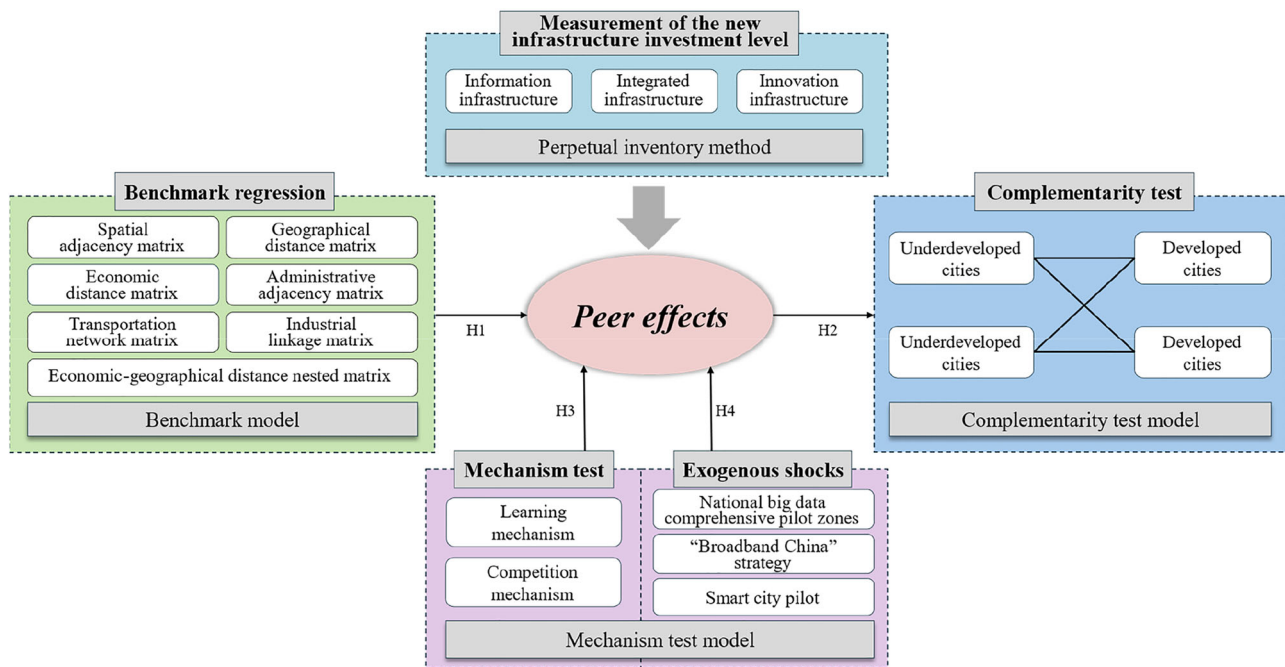 Measurement of the new
infrastructure investment level
Information
infrastructure
Integrated
infrastructure
Innovation
infrastructure
Perpetual inventory method
Benchmark regression
Spatial
adjacency matrix
Geographical
distance matrix
Economic
distance matrix
Administrative
adjacency matrix
Transportation
network matrix
Industrial
linkage matrix
Economic-geographical distance nested matrix
Benchmark model
H1
Peer effects
H2
Complementarity test
Underdeveloped
cities
Developed
cities
Underdeveloped
cities
Developed
cities
Complementarity test model
H3
H4
Mechanism test
Learning
mechanism
Competition
mechanism
Exogenous shocks
National big data
comprehensive pilot zones
“Broadband China”
strategy
Smart city pilot
Mechanism test model